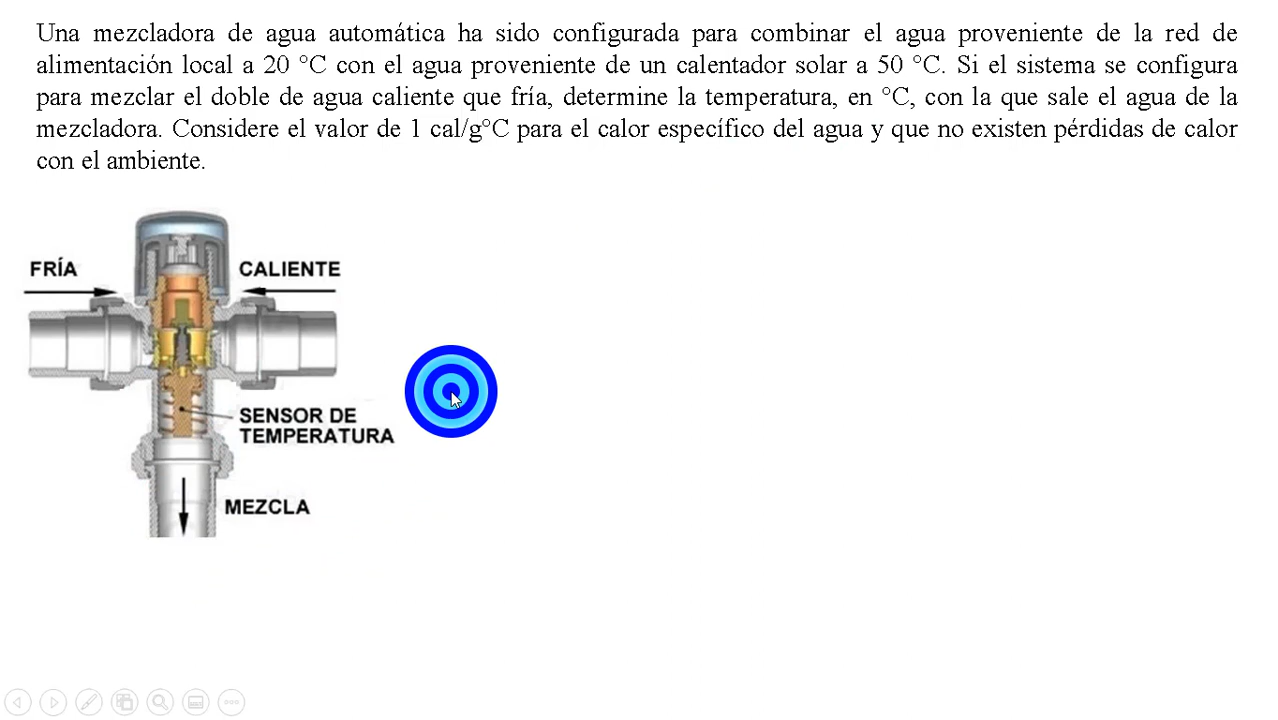 Una mezcladora de agua automática ha sido configurada para combinar el agua proveniente de la red de
alimentación local a 20 °C con el agua proveniente de un calentador solar a 50 °C. Si el sistema se configura
para mezclar el doble de agua caliente que fría, determine la temperatura, en °C, con la que sale el agua de la
mezcladora. Considere el valor de 1 cal/g°C para el calor específico del agua y que no existen pérdidas de calor
con el ambiente.
FRÍA
CALIENTE
SENSOR DE
TEMPERATURA
MEZCLA